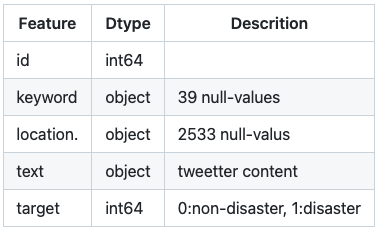 Feature Dtype Descrition
id int64
keyword object 39 null-values
location. object 2533 null-valus
text object tweetter content
target int64 0:non-disaster, 1:disaster